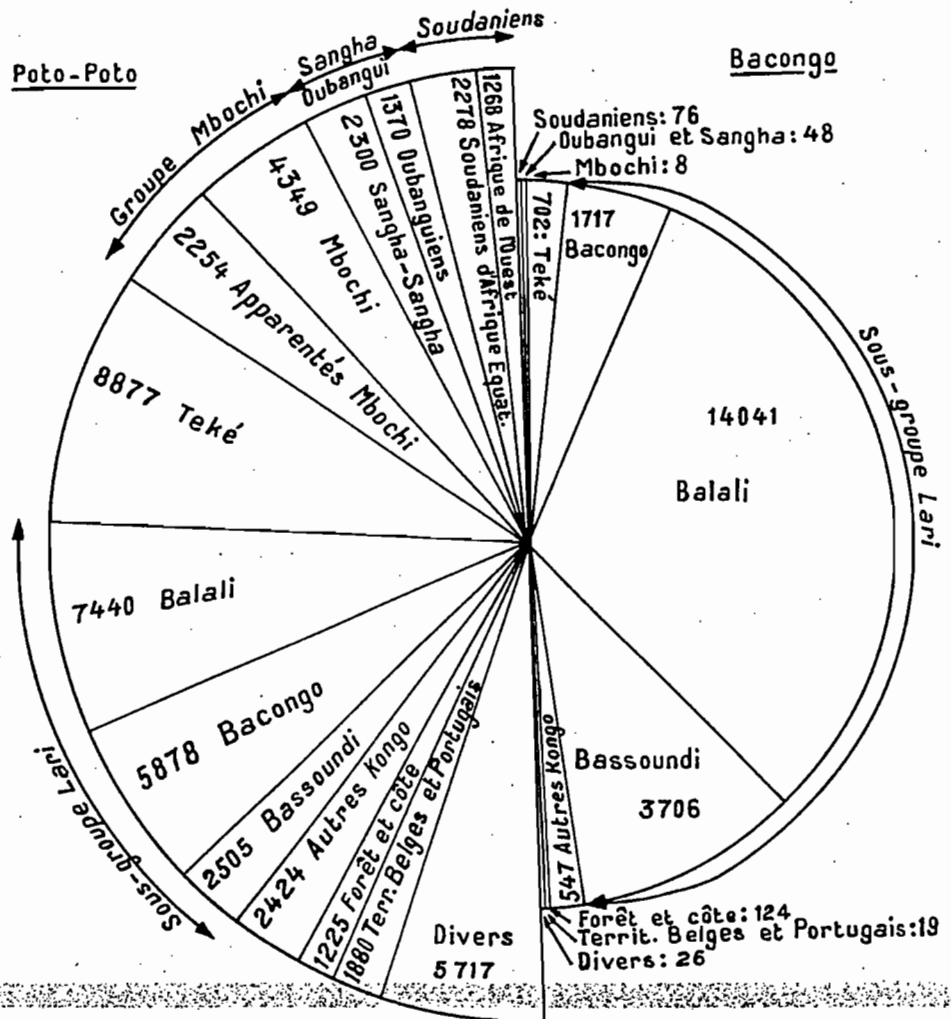 Poto-Poto
Groupe Mbochi
Sangha
Oubangui
Soudaniens
1268 Afrique de l'Ouest
2278 Soudaniens d'Afrique Equat.
1370 Oubanguiens
2300 Sangha-Sangha
4349 Mbochi
2254 Apparentés Mbochi
8877 Teké
7440 Balali
5878 Bacongo
2505 Bassoundi
2424 Autres Kongo
1225 Forêt et côte
1880 Terr. Belges et Portugais
Divers
5717
Sous-groupe Lari
Bacongo
Soudaniens: 76
Oubangui et Sangha: 48
Mbochi: 8
702: Teké
1717
Bacongo
14041
Balali
Sous-groupe Lari
Bassoundi
3706
547 Autres Kongo
Forêt et côte: 124
Territ. Belges et Portugais: 19
Divers: 26